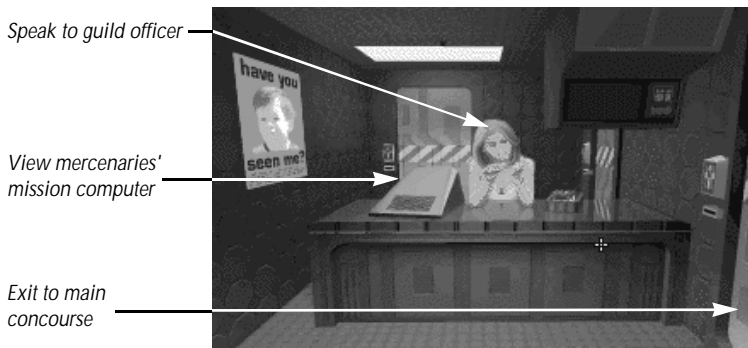 Speak to guild officer
have you
seen me?
View mercenaries'
mission computer
Exit to main
concourse